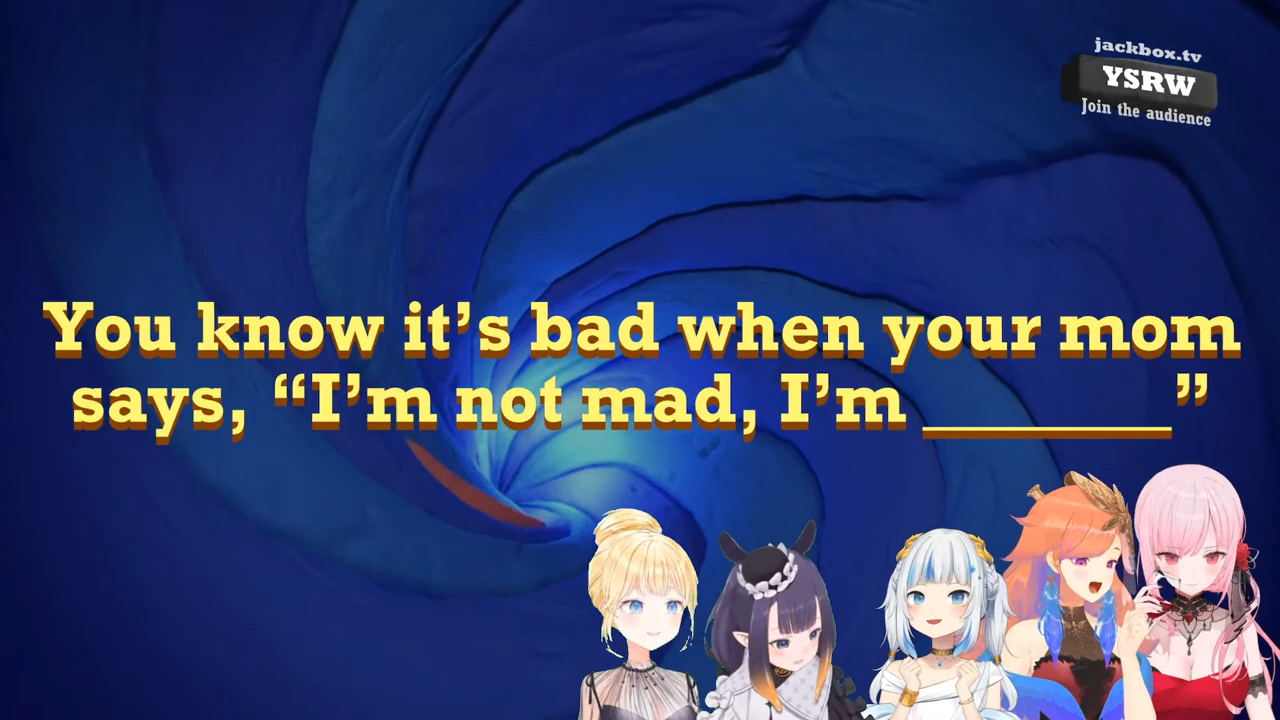 jackbox.tv
YSRW
Join the audience
You know it’s bad when your mom
says, “I’m not mad, I’m ________”